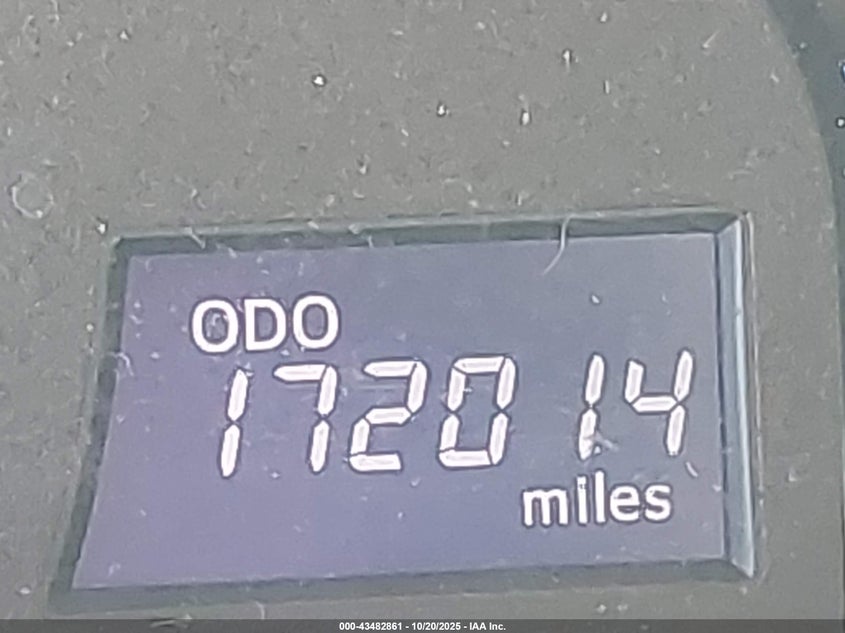 ODO
172014
miles
000-43482861 - 10/20/2025 - IAA Inc.